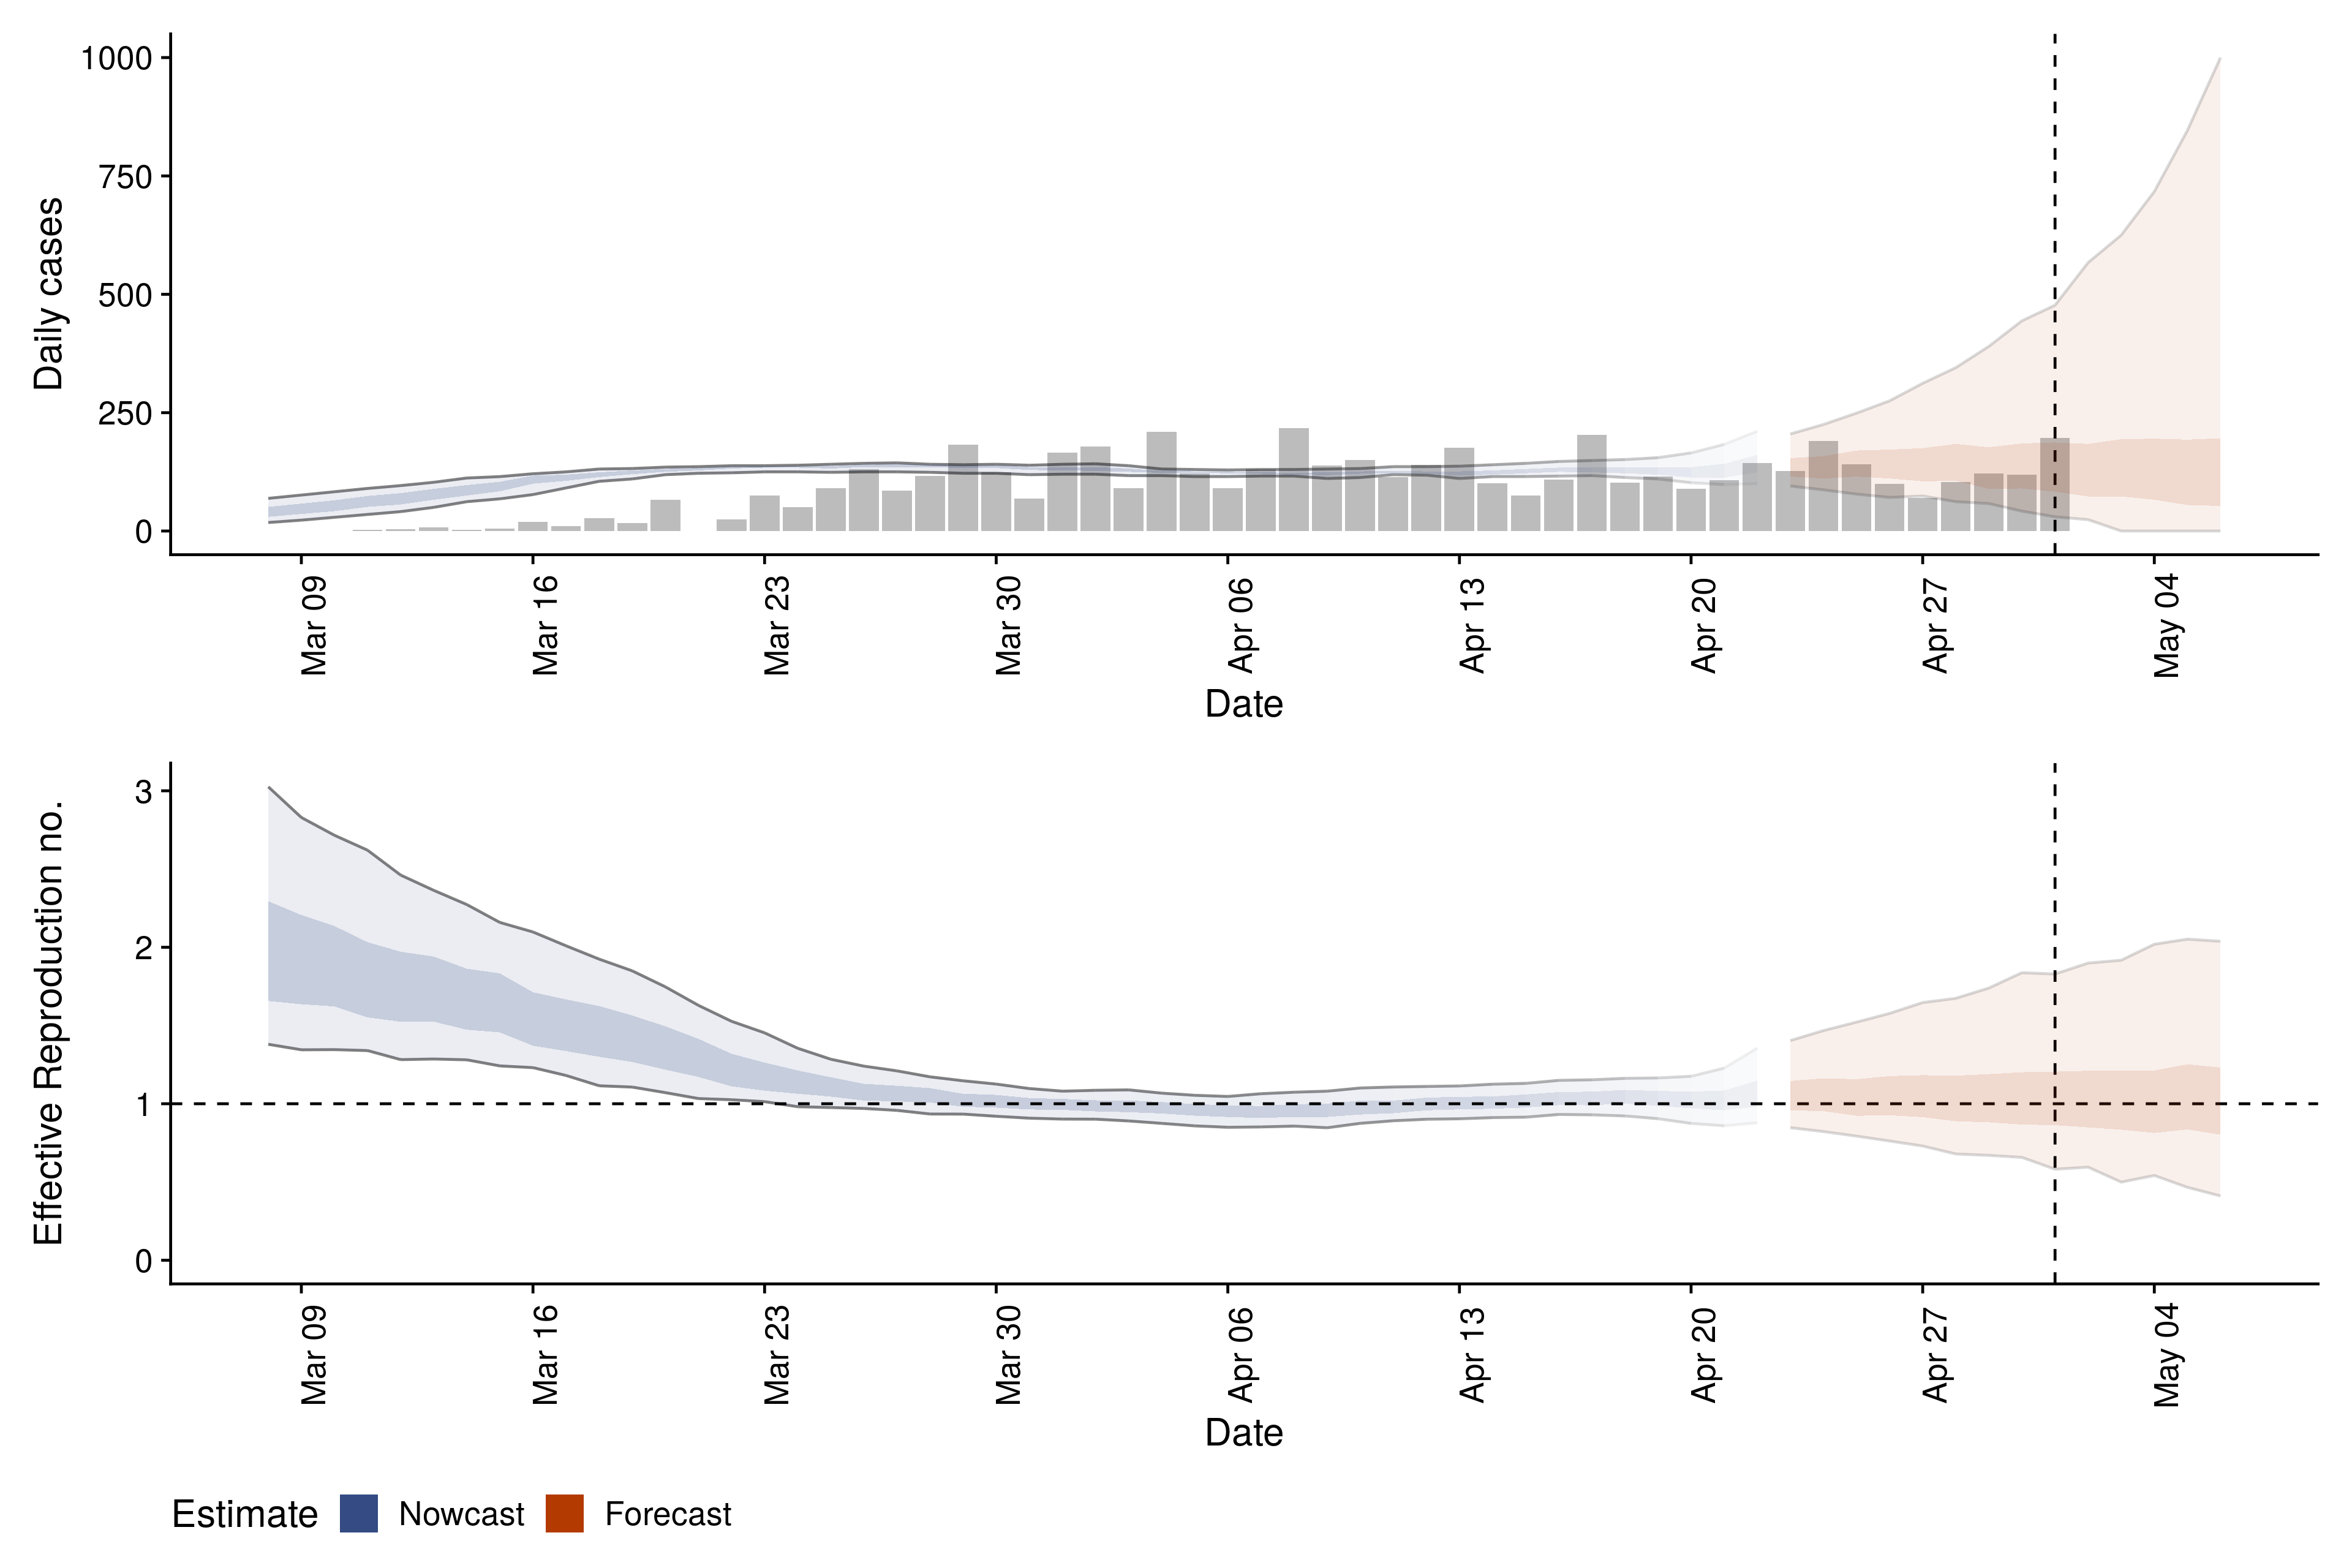 1000
750
500
250
0
Daily cases
Mar 09
Mar 16
Mar 23
Mar 30
Apr 06
Apr 13
Apr 20
Apr 27
May 04
Date
3
2
1
0
Effective Reproduction no.
Mar 09
Mar 16
Mar 23
Mar 30
Apr 06
Apr 13
Apr 20
Apr 27
May 04
Date
Estimate Nowcast Forecast